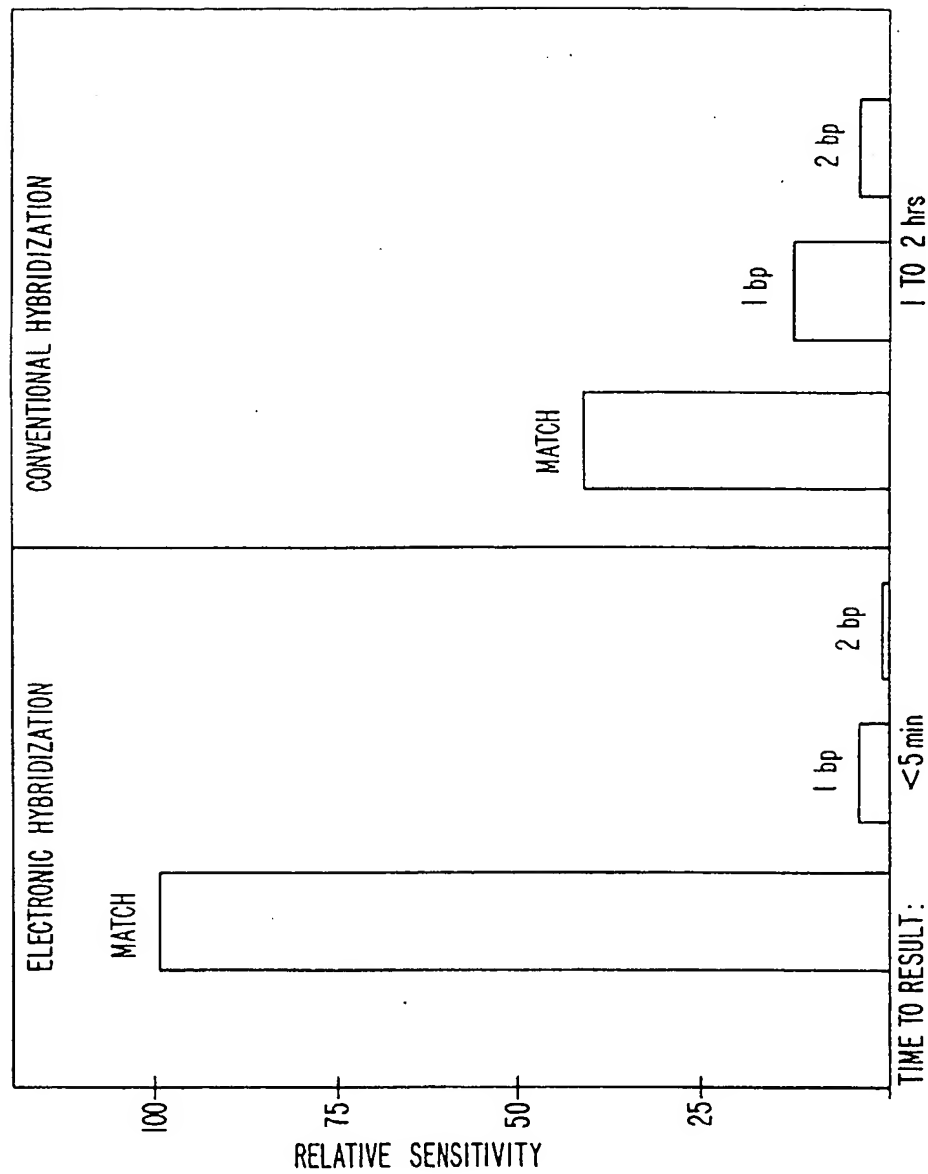 ELECTRONIC HYBRIDIZATION
CONVENTIONAL HYBRIDIZATION
RELATIVE SENSITIVITY
100
75
50
25
MATCH
1 bp
2 bp
MATCH
1 bp
2 bp
TIME TO RESULT:
<5 min
1 TO 2 hrs